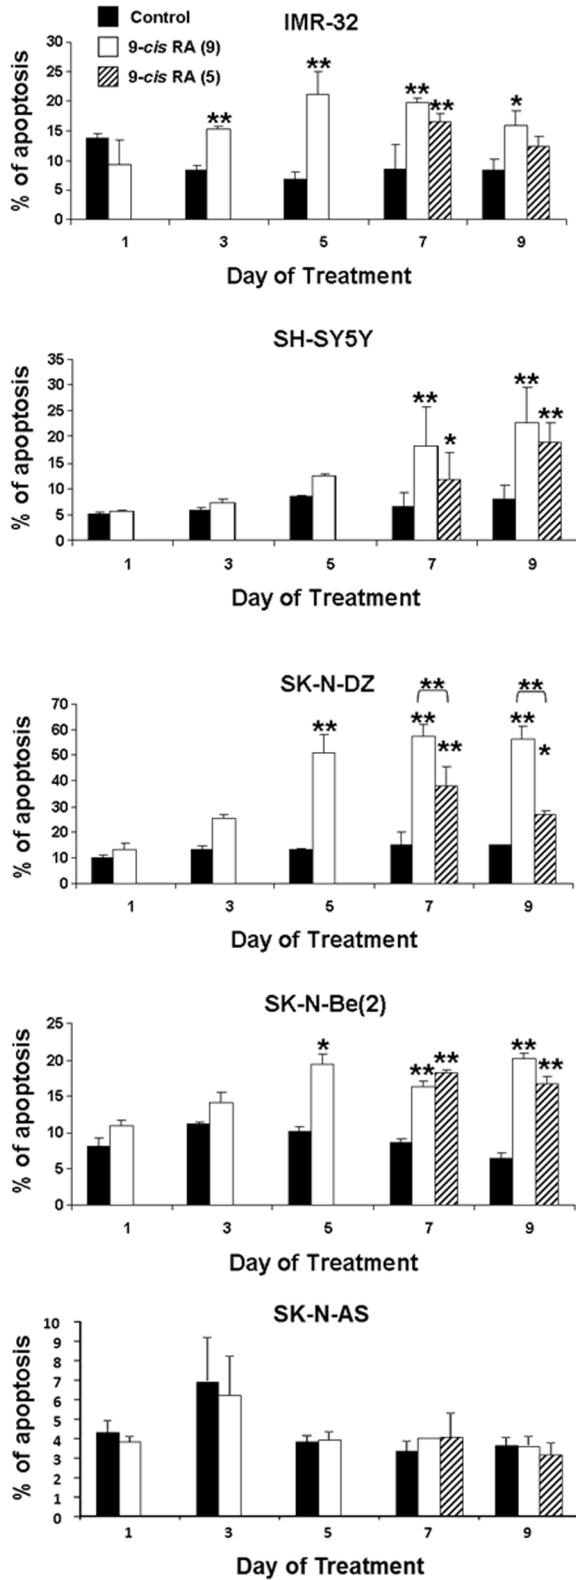 Control
IMR-32
9-cis RA (9)
9-cis RA (5)
% of apoptosis
30
25
20
15
10
5
0
**
**
**
**
*
1 3 5 7 9
Day of Treatment
SH-SY5Y
% of apoptosis
35
30
25
20
15
10
5
0
**
*
**
**
1 3 5 7 9
Day of Treatment
SK-N-DZ
% of apoptosis
70
60
50
40
30
20
10
0
** **
**
**
**
**
*
1 3 5 7 9
Day of Treatment
SK-N-Be(2)
% of apoptosis
25
20
15
10
5
0
*
**
**
**
**
1 3 5 7 9
Day of Treatment
SK-N-AS
% of apoptosis
10
9
8
7
6
5
4
3
2
1
0
1 3 5 7 9
Day of Treatment